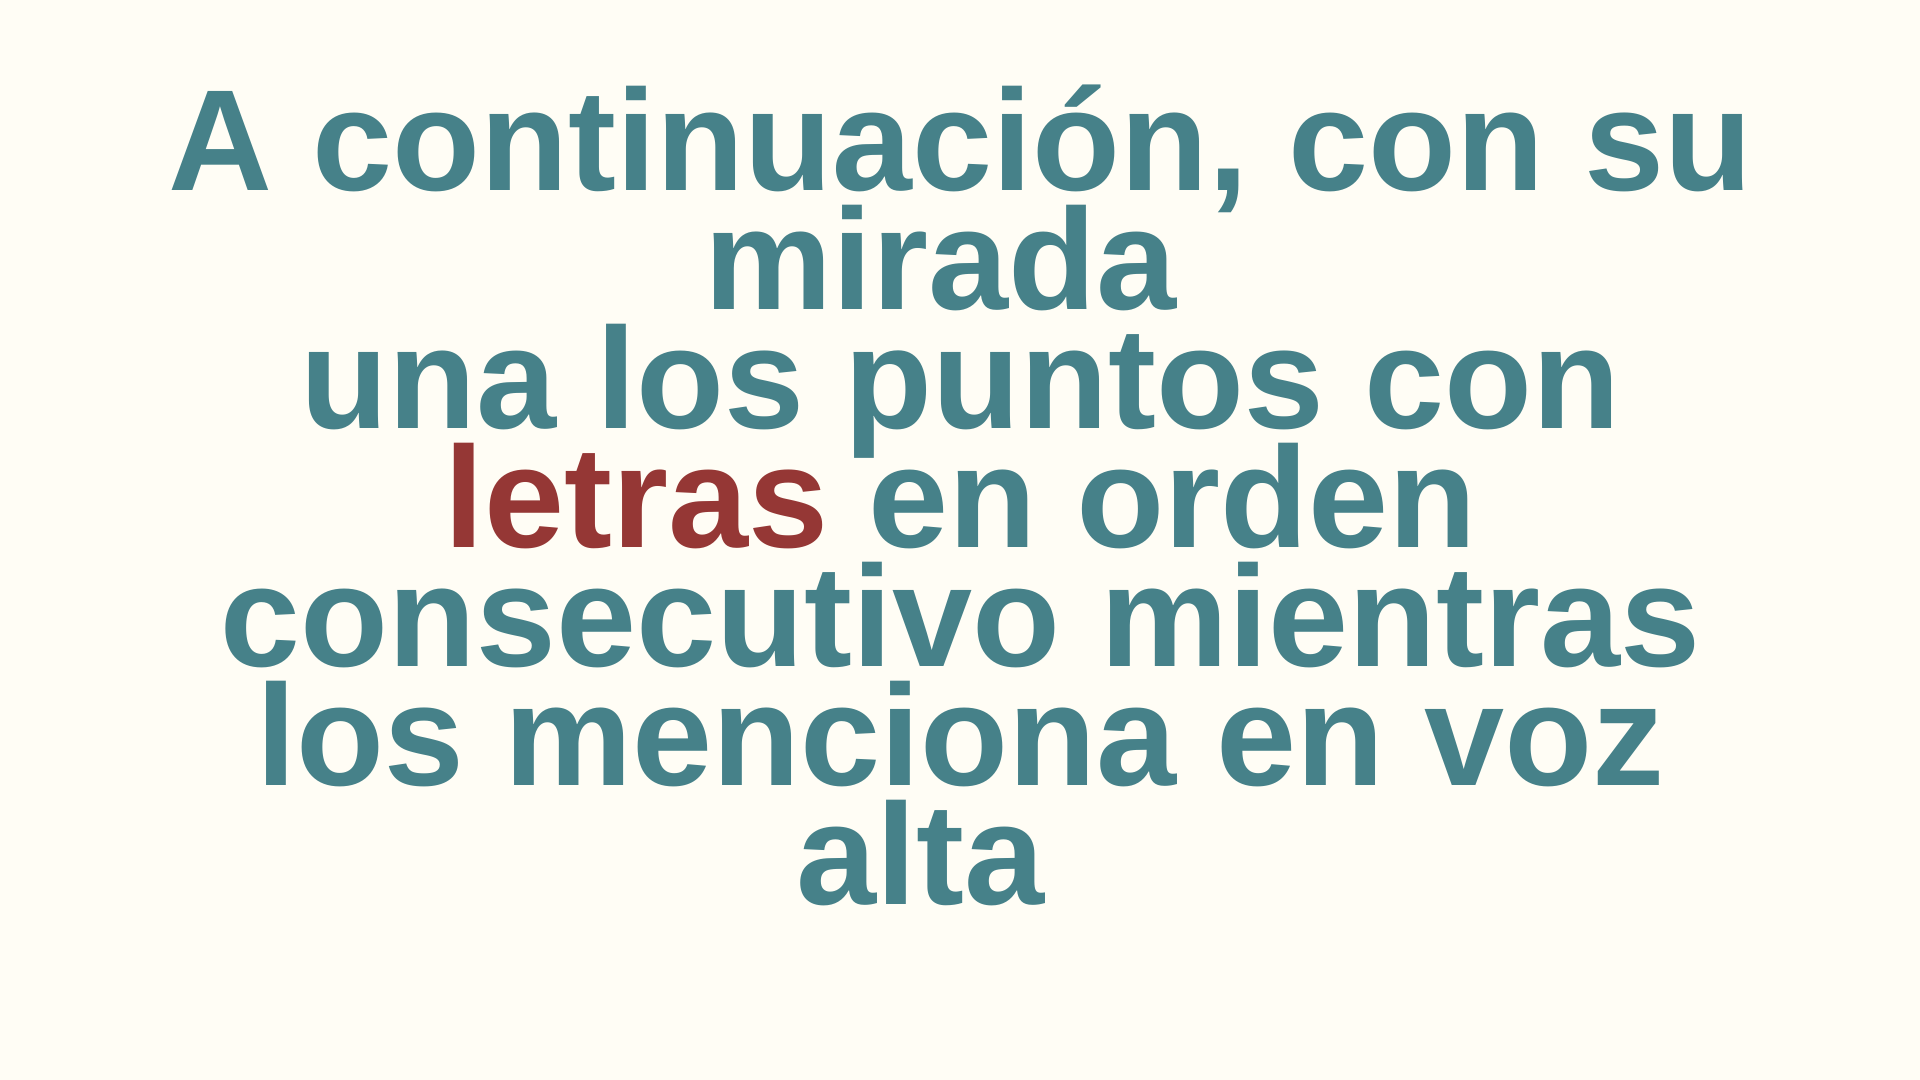 A continuación, con su
mirada
una los puntos con
letras en orden
consecutivo mientras
los menciona en voz
alta